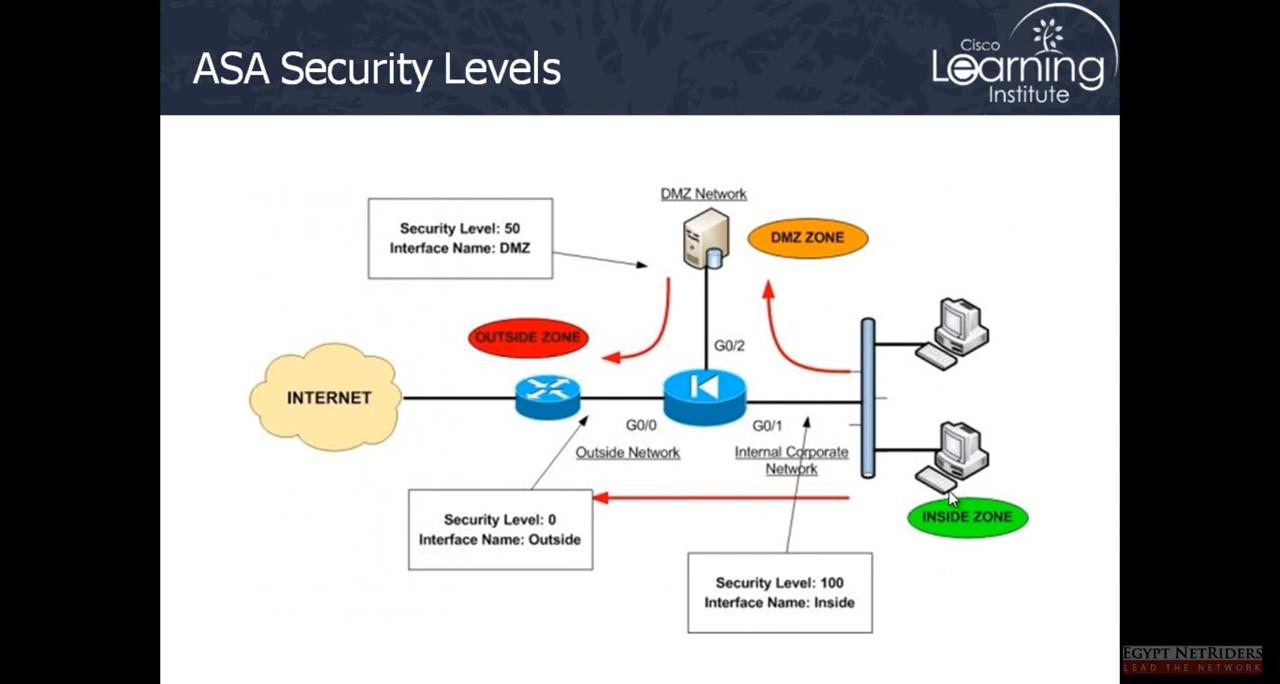 ASA Security Levels
Cisco
Learning
Institute
DMZ Network
Security Level: 50
Interface Name: DMZ
DMZ ZONE
OUTSIDE ZONE
G0/2
INTERNET
G0/0
G0/1
Outside Network
Internal Corporate
Network
Security Level: 0
Interface Name: Outside
INSIDE ZONE
Security Level: 100
Interface Name: Inside
EGYPT NETRIDERS
LEAD THE NETWORK